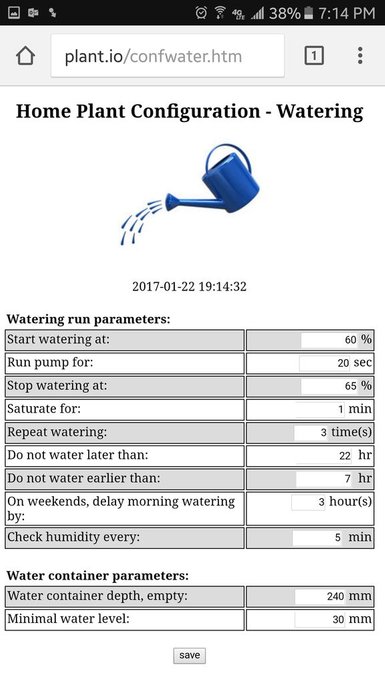 4G LTE 38% 7:14 PM
plant.io/confwater.htm 1
Home Plant Configuration - Watering
2017-01-22 19:14:32
Watering run parameters:
Start watering at: 60 %
Run pump for: 20 sec
Stop watering at: 65 %
Saturate for: 1 min
Repeat watering: 3 time(s)
Do not water later than: 22 hr
Do not water earlier than: 7 hr
On weekends, delay morning watering 3 hour(s)
by:
Check humidity every: 5 min
Water container parameters:
Water container depth, empty: 240 mm
Minimal water level: 30 mm
save